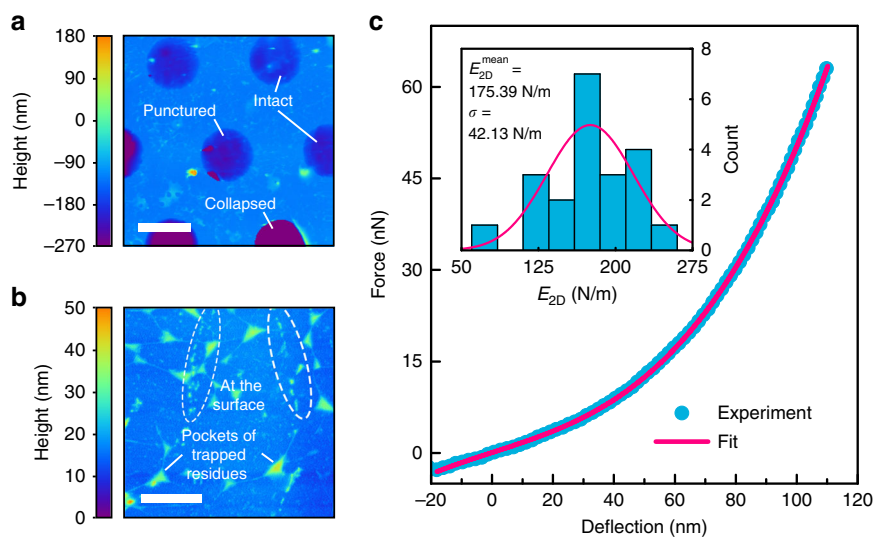 a
180
90
0
−90
−180
−270
Height (nm)
Punctured
Intact
Collapsed
b
50
40
30
20
10
0
Height (nm)
At the
surface
Pockets of
trapped
residues
c
60
45
30
15
0
Force (nN)
−20
0
20
40
60
80
100
120
Deflection (nm)
Experiment
Fit
E2D^mean =
175.39 N/m
σ =
42.13 N/m
8
6
4
2
0
Count
50
125
200
275
E2D (N/m)